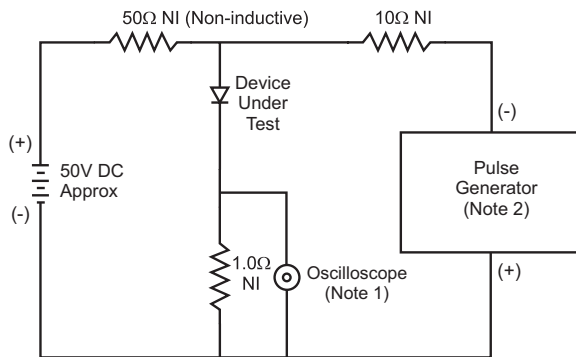 50Ω NI (Non-inductive)
10Ω NI
Device
Under
Test
(-)
(+)
50V DC
Approx
(-)
Pulse
Generator
(Note 2)
1.0Ω
NI
Oscilloscope
(Note 1)
(+)